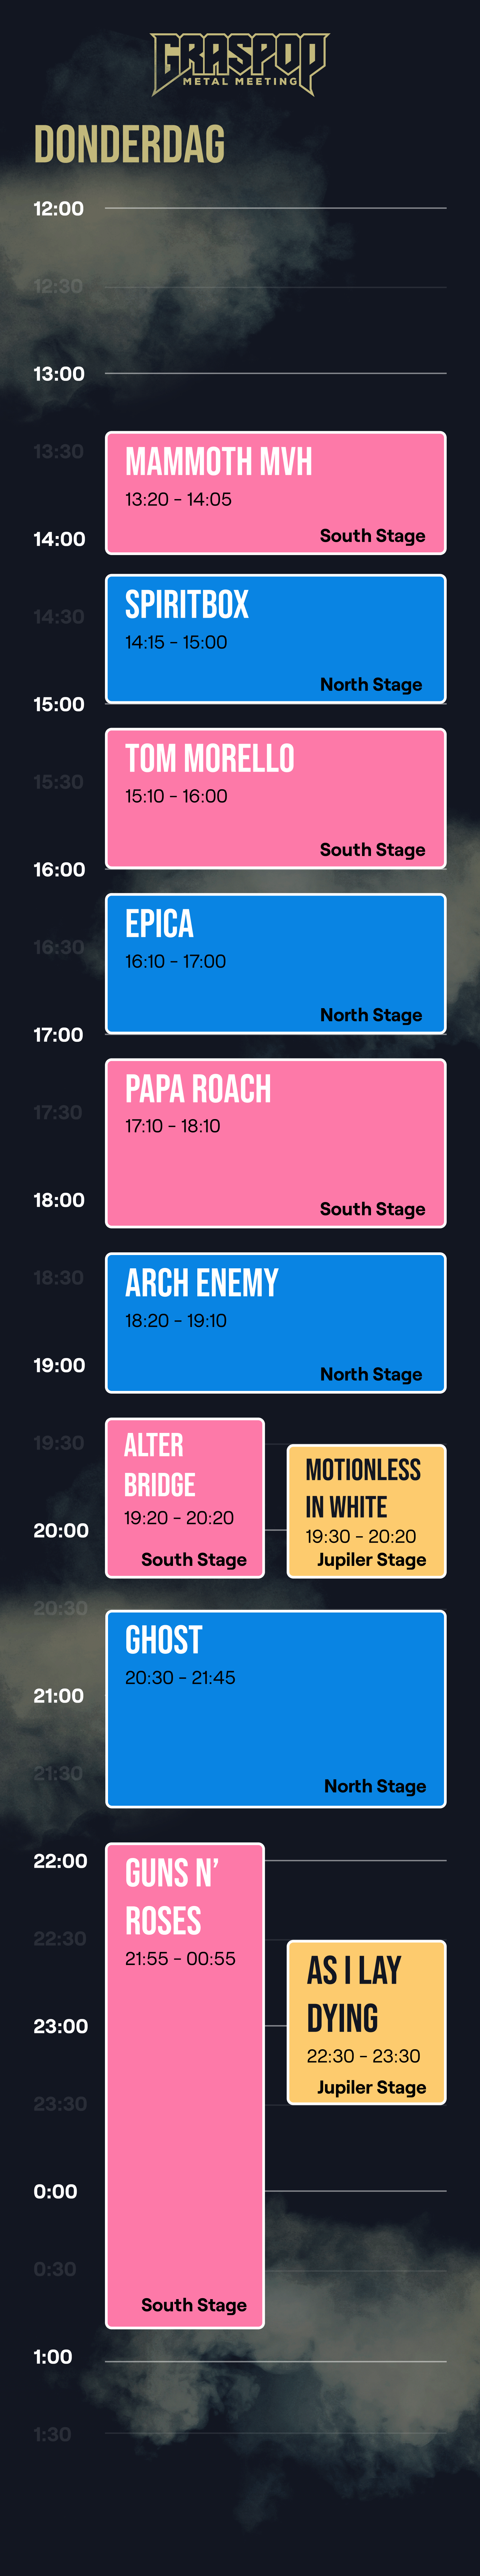 GRASPOP
METAL MEETING
DONDERDAG
12:00
12:30
13:00
13:30
MAMMOTH MVH
13:20 - 14:05
South Stage
14:00
SPIRITBOX
14:15 - 15:00
North Stage
14:30
15:00
TOM MORELLO
15:10 - 16:00
South Stage
15:30
16:00
EPICA
16:10 - 17:00
North Stage
16:30
17:00
PAPA ROACH
17:10 - 18:10
South Stage
17:30
18:00
ARCH ENEMY
18:20 - 19:10
North Stage
18:30
19:00
19:30
ALTER
BRIDGE
19:20 - 20:20
South Stage
MOTIONLESS
IN WHITE
19:30 - 20:20
Jupiler Stage
20:00
20:30
GHOST
20:30 - 21:45
North Stage
21:00
21:30
22:00
GUNS N’
ROSES
21:55 - 00:55
South Stage
22:30
AS I LAY
DYING
22:30 - 23:30
Jupiler Stage
23:00
23:30
0:00
0:30
1:00
1:30